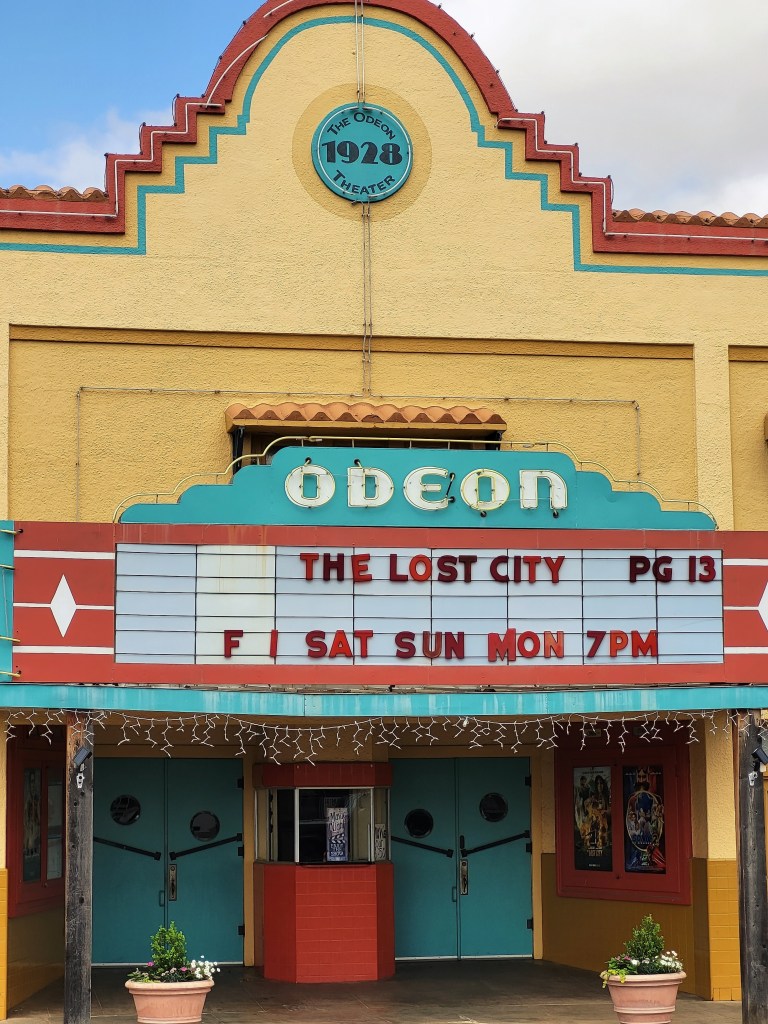 THE ODEON
1928
THEATER
ODEON
THE LOST CITY PG 13
F I SAT SUN MON 7PM